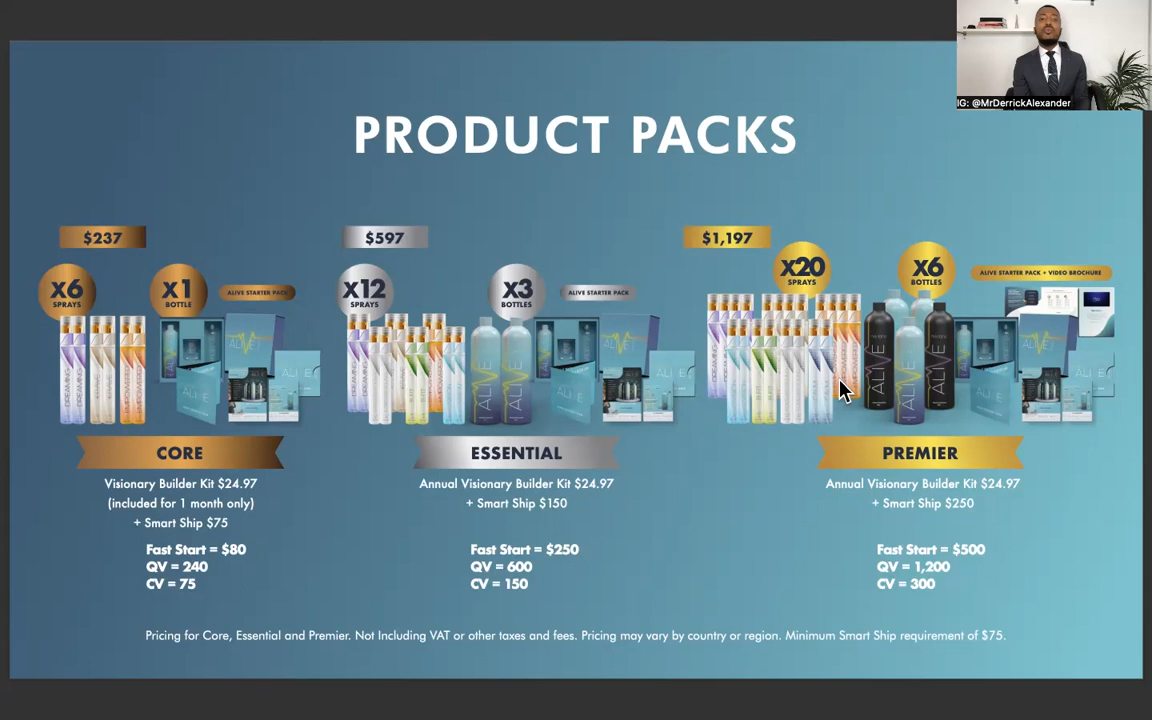 IG: @MrDerrickAlexander
PRODUCT PACKS
$237
x6
SPRAYS
x1
BOTTLE
ALIVE STARTER PACK
CORE
Visionary Builder Kit $24.97
(included for 1 month only)
+ Smart Ship $75
Fast Start = $80
QV = 240
CV = 75
$597
x12
SPRAYS
x3
BOTTLES
ALIVE STARTER PACK
ALIVE
ALIVE
ESSENTIAL
Annual Visionary Builder Kit $24.97
+ Smart Ship $150
Fast Start = $250
QV = 600
CV = 150
$1,197
x20
SPRAYS
x6
BOTTLES
ALIVE STARTER PACK + VIDEO BROCHURE
ALIVE
ALIVE
ALIVE
PREMIER
Annual Visionary Builder Kit $24.97
+ Smart Ship $250
Fast Start = $500
QV = 1,200
CV = 300
Pricing for Core, Essential and Premier. Not Including VAT or other taxes and fees. Pricing may vary by country or region. Minimum Smart Ship requirement of $75.